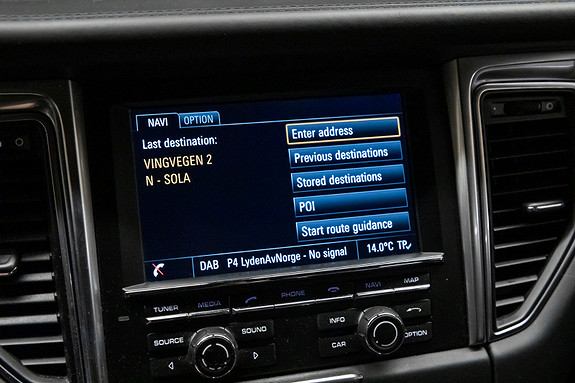 NAVI OPTION
Last destination:
VINGVEGEN 2
N - SOLA
Enter address
Previous destinations
Stored destinations
POI
Start route guidance
DAB P4 LydenAvNorge - No signal 14.0°C TP
TUNER MEDIA PHONE NAVI MAP
SOURCE SOUND INFO
CAR OPTION